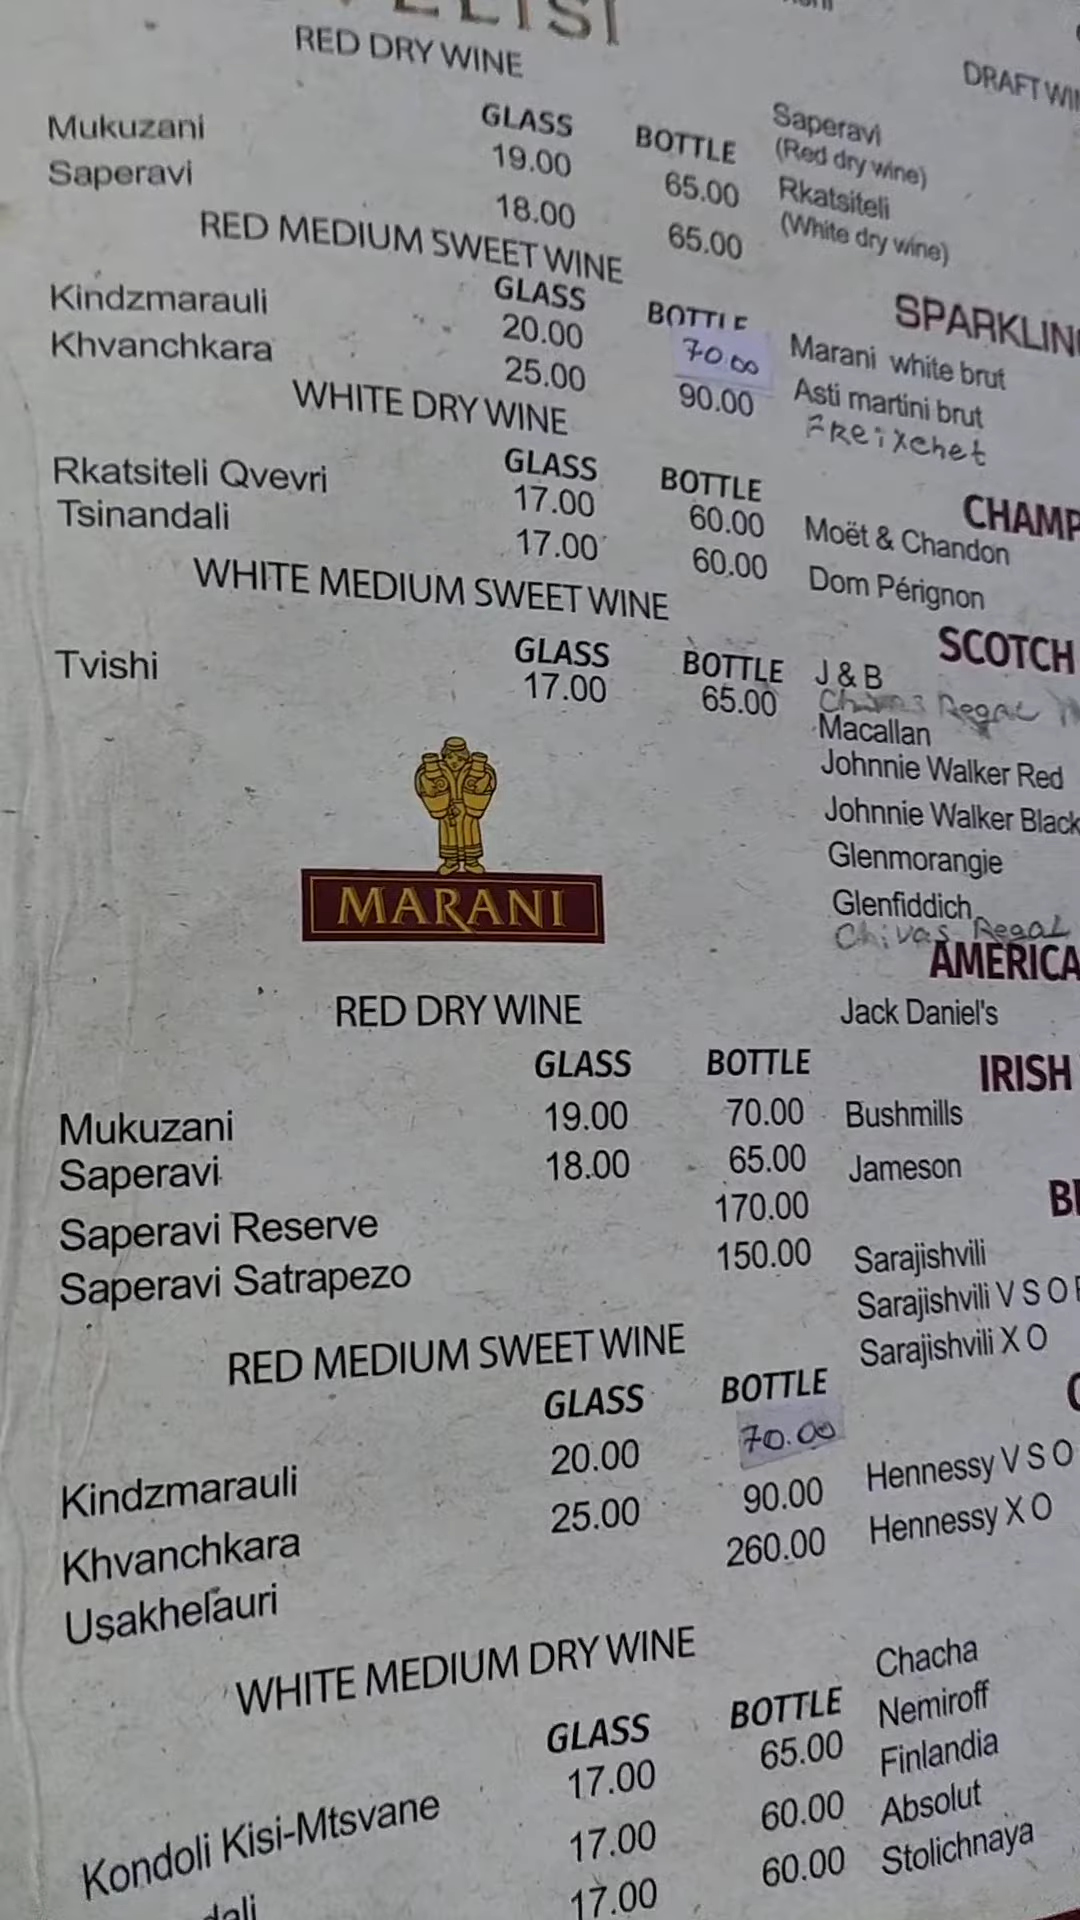 RED DRY WINE
GLASS BOTTLE
Mukuzani 19.00 65.00
Saperavi 18.00 65.00
RED MEDIUM SWEET WINE
GLASS BOTTLE
Kindzmarauli 20.00 70.00
Khvanchkara 25.00 90.00
WHITE DRY WINE
GLASS BOTTLE
Rkatsiteli Qvevri 17.00 60.00
Tsinandali 17.00 60.00
WHITE MEDIUM SWEET WINE
GLASS BOTTLE
Tvishi 17.00 65.00
MARANI
RED DRY WINE
GLASS BOTTLE
Mukuzani 19.00 70.00
Saperavi 18.00 65.00
Saperavi Reserve 170.00
Saperavi Satrapezo 150.00
RED MEDIUM SWEET WINE
GLASS BOTTLE
Kindzmarauli 20.00 70.00
Khvanchkara 25.00 90.00
Usakhelauri 260.00
WHITE MEDIUM DRY WINE
GLASS BOTTLE
Kondoli Kisi-Mtsvane 17.00 65.00
17.00 60.00
17.00 60.00
DRAFT
Saperavi
(Red dry wine)
Rkatsiteli
(White dry wine)
Marani white brut
Asti martini brut
FReixchet
Moët & Chandon
Dom Pérignon
SCOTCH
J & B
Chivas Regal
Macallan
Johnnie Walker Red
Johnnie Walker Black
Glenmorangie
Glenfiddich
Chivas Regal
Jack Daniel's
IRISH
Bushmills
Jameson
Sarajishvili
Sarajishvili V S O
Sarajishvili X O
Hennessy V S O
Hennessy X O
Chacha
Nemiroff
Finlandia
Absolut
Stolichnaya